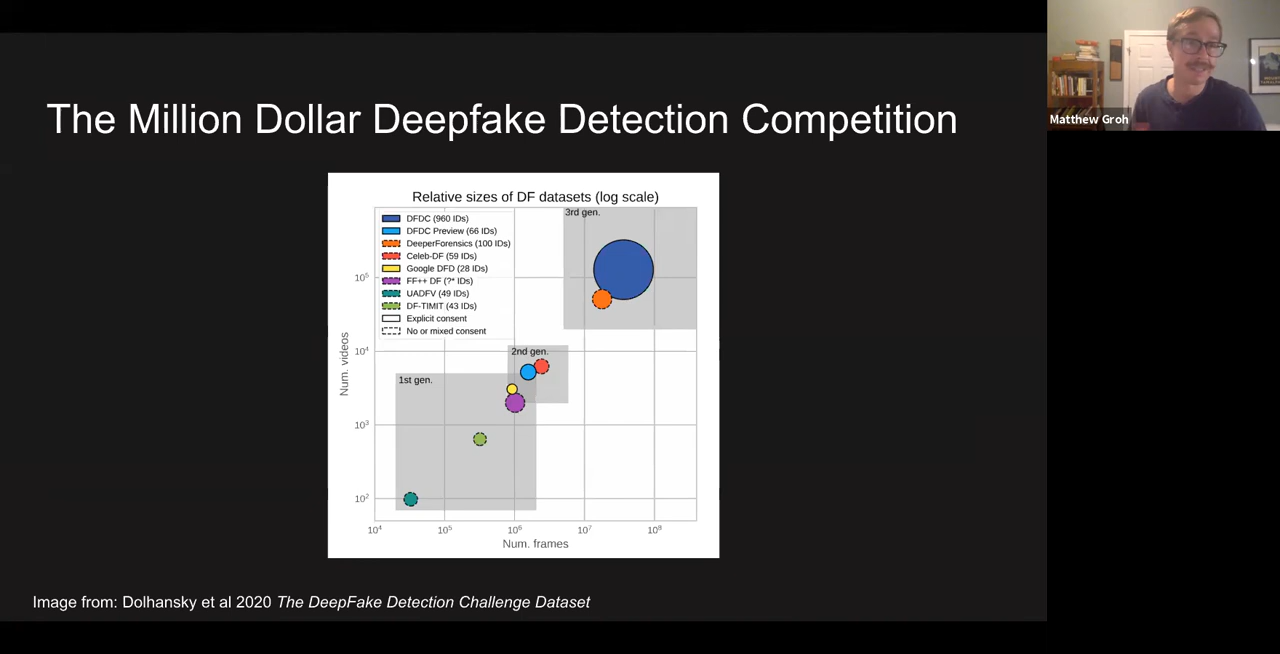 The Million Dollar Deepfake Detection Competition
Matthew Groh
Relative sizes of DF datasets (log scale)
DFDC (960 IDs)
DFDC Preview (66 IDs)
DeeperForensics (100 IDs)
Celeb-DF (59 IDs)
Google DFD (28 IDs)
FF++ DF (?* IDs)
UADFV (49 IDs)
DF-TIMIT (43 IDs)
Explicit consent
No or mixed consent
3rd gen.
2nd gen.
1st gen.
Num. videos
10⁵
10⁴
10³
10²
10⁴ 10⁵ 10⁶ 10⁷ 10⁸
Num. frames
Image from: Dolhansky et al 2020 The DeepFake Detection Challenge Dataset